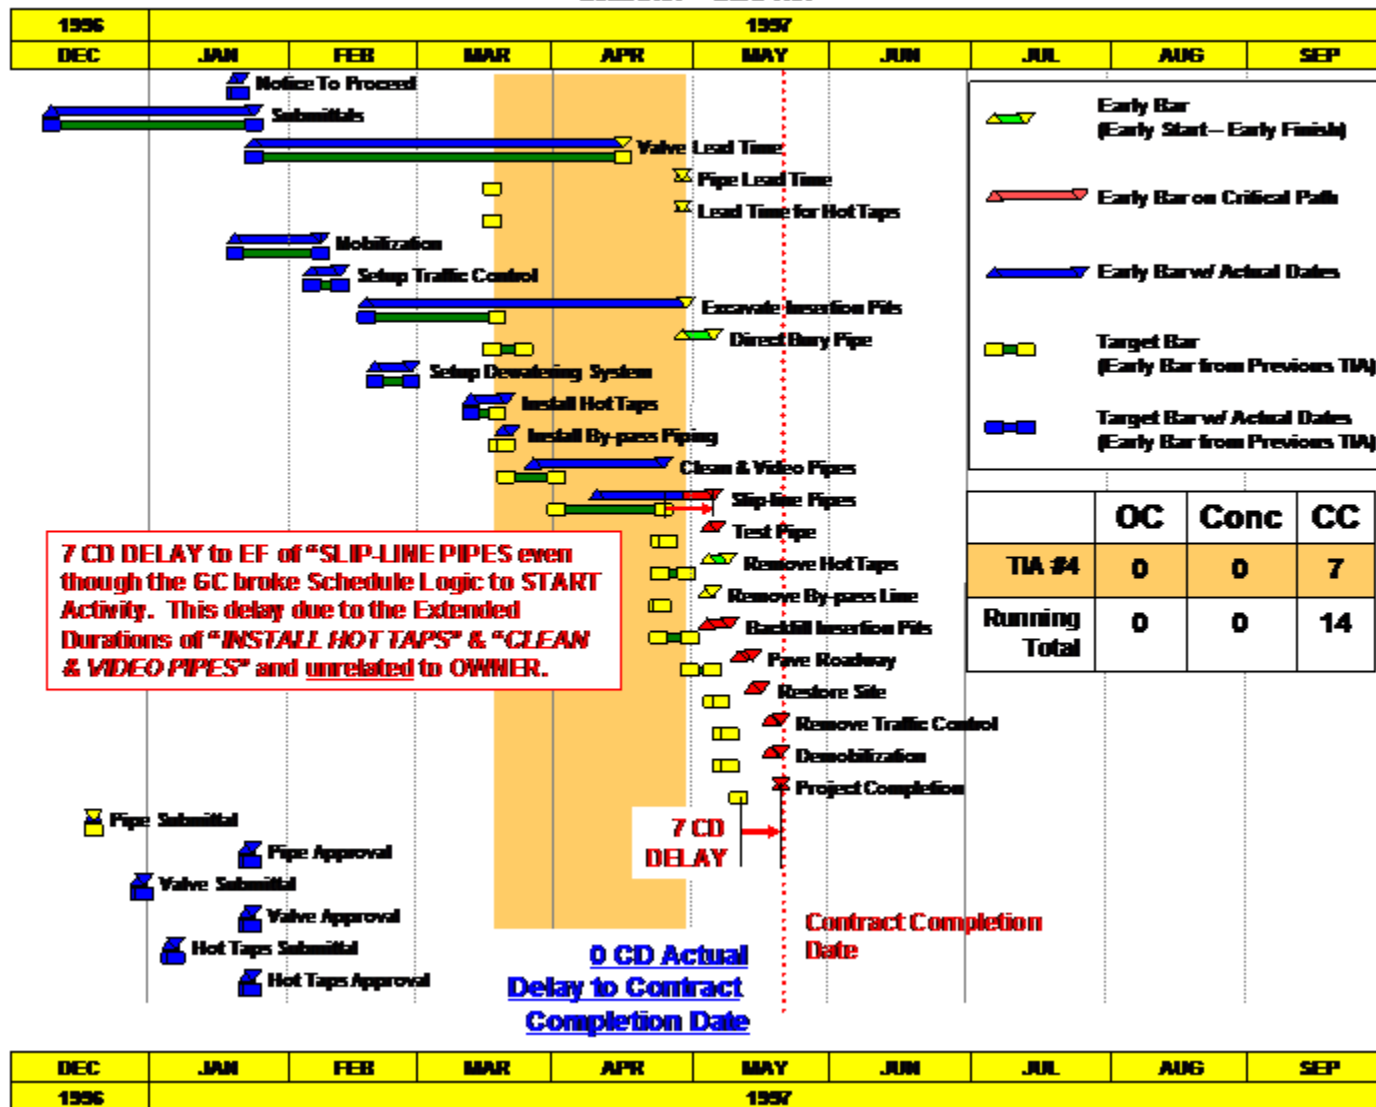 1996
1997
DEC
JAN
FEB
MAR
APR
MAY
JUN
JUL
AUG
SEP
Notice To Proceed
Submittals
Valve Lead Time
Pipe Lead Time
Lead Time for Hot Taps
Mobilization
Setup Traffic Control
Excavate Insertion Pits
Direct Bury Pipe
Setup Dewatering System
Install Hot Taps
Install By-pass Piping
Clean & Video Pipes
Slip-line Pipes
Test Pipe
Remove Hot Taps
Remove By-pass Line
Backfill Insertion Pits
Pave Roadway
Restore Site
Remove Traffic Control
Demobilization
Project Completion
Pipe Submittal
Pipe Approval
Valve Submittal
Valve Approval
Hot Taps Submittal
Hot Taps Approval
Early Bar
(Early Start – Early Finish)
Early Bar on Critical Path
Early Bar w/ Actual Dates
Target Bar
(Early Bar from Previous TIA)
Target Bar w/ Actual Dates
(Early Bar from Previous TIA)
OC Conc CC
TIA #4 0 0 7
Running
Total 0 0 14
7 CD DELAY to EF of “SLIP-LINE PIPES even
though the GC broke Schedule Logic to START
Activity. This delay due to the Extended
Durations of “INSTALL HOT TAPS” & “CLEAN
& VIDEO PIPES” and unrelated to OWNER.
7 CD
DELAY
Contract Completion
Date
0 CD Actual
Delay to Contract
Completion Date
DEC
JAN
FEB
MAR
APR
MAY
JUN
JUL
AUG
SEP
1996
1997